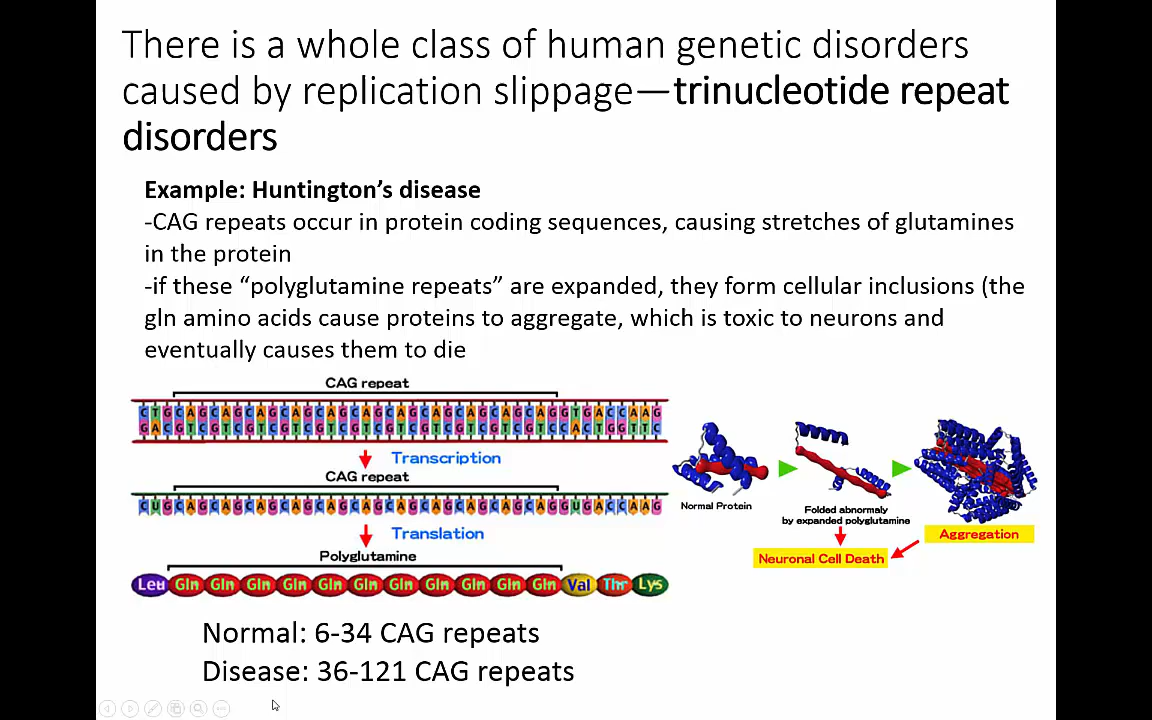 There is a whole class of human genetic disorders
caused by replication slippage—trinucleotide repeat
disorders
Example: Huntington's disease
-CAG repeats occur in protein coding sequences, causing stretches of glutamines
in the protein
-if these “polyglutamine repeats” are expanded, they form cellular inclusions (the
gln amino acids cause proteins to aggregate, which is toxic to neurons and
eventually causes them to die
CAG repeat
CTGCAGCAGCAGCAGCAGCAGCAGCAGCAGCAGCAGGTGACCAAG
GACGTCGTCGTCGTCGTCGTCGTCGTCGTCGTCGTCCACTGGTTC
Transcription
CAG repeat
CUGCAGCAGCAGCAGCAGCAGCAGCAGCAGCAGCAGGUGACCAAG
Translation
Polyglutamine
Leu Gln Gln Gln Gln Gln Gln Gln Gln Gln Gln Gln Val Thr Lys
Normal Protein
Folded abnormaly
by expanded polyglutamine
Aggregation
Neuronal Cell Death
Normal: 6-34 CAG repeats
Disease: 36-121 CAG repeats